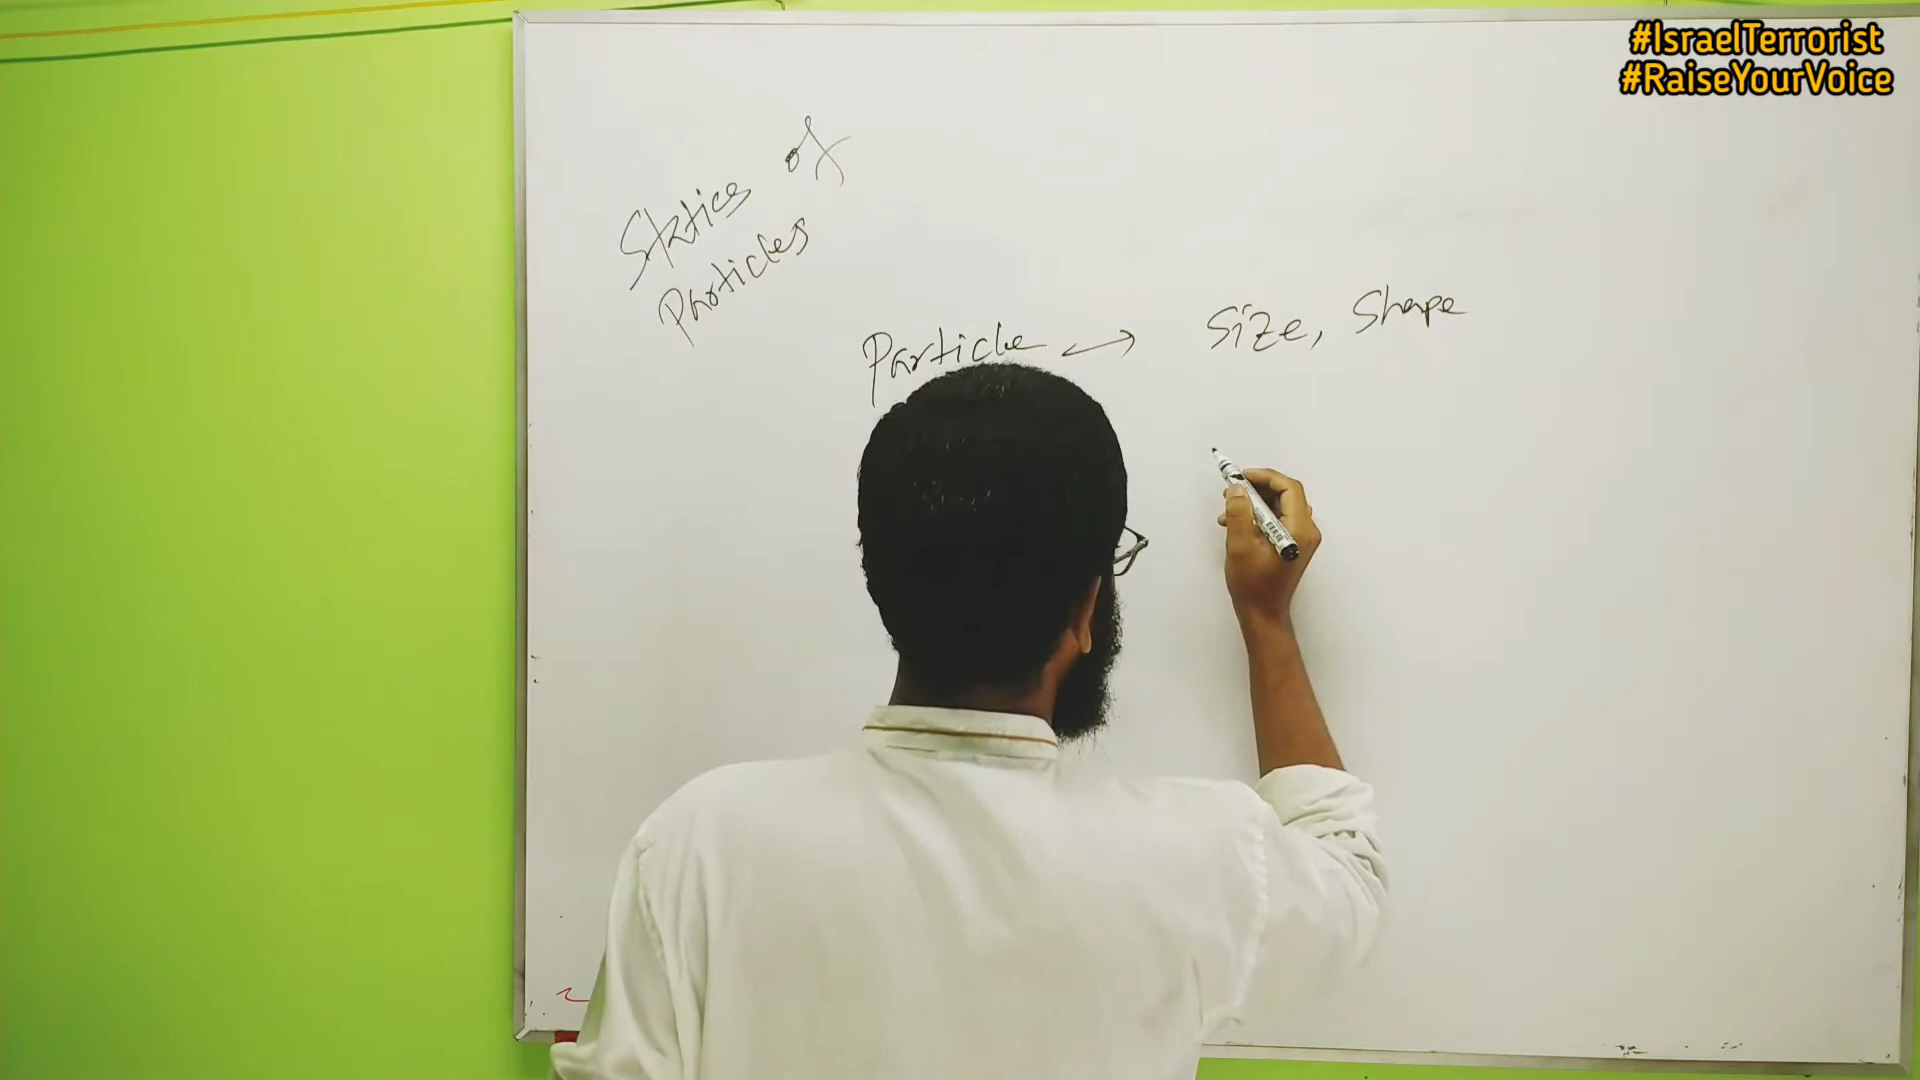 #IsraelTerrorist
#RaiseYourVoice
Statics of
Particles
Particle → Size, Shape